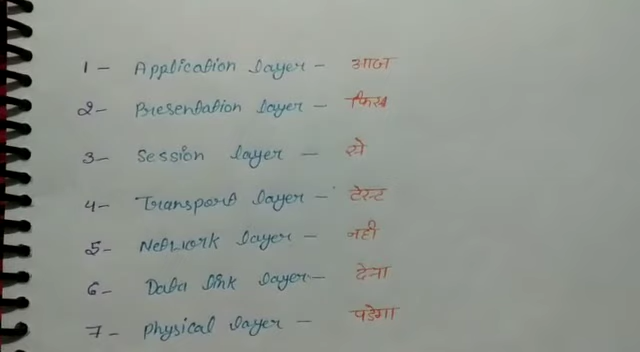 1 - Application layer - आज
2 - Presentation layer - फिर
3 - Session layer - से
4 - Transport layer - टेस्ट
5 - Network layer - नही
6 - Data link layer - देना
7 - physical layer - पडेगा